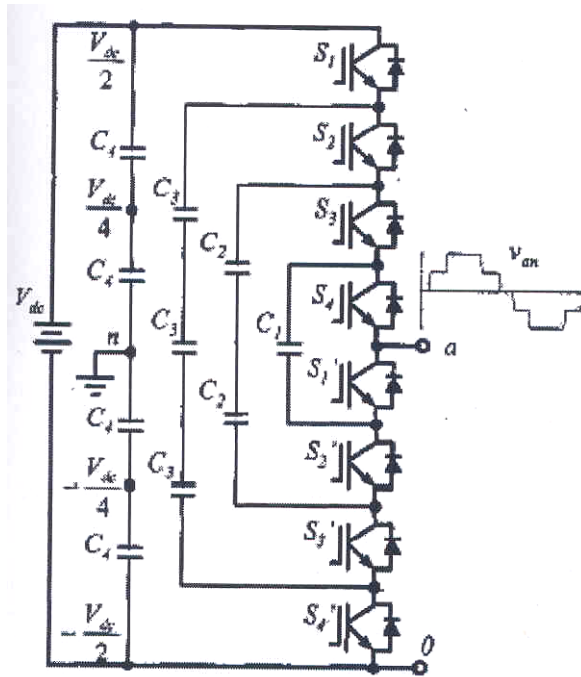 V_dc/2
S_1
C_4
S_2
C_3
V_dc/4
S_3
C_2
v_an
C_4
S_4
V_dc
C_1
n
C_3
a
S_1'
C_4
C_2
S_2'
-V_dc/4
C_3
S_3'
C_4
S_4'
-V_dc/2
0